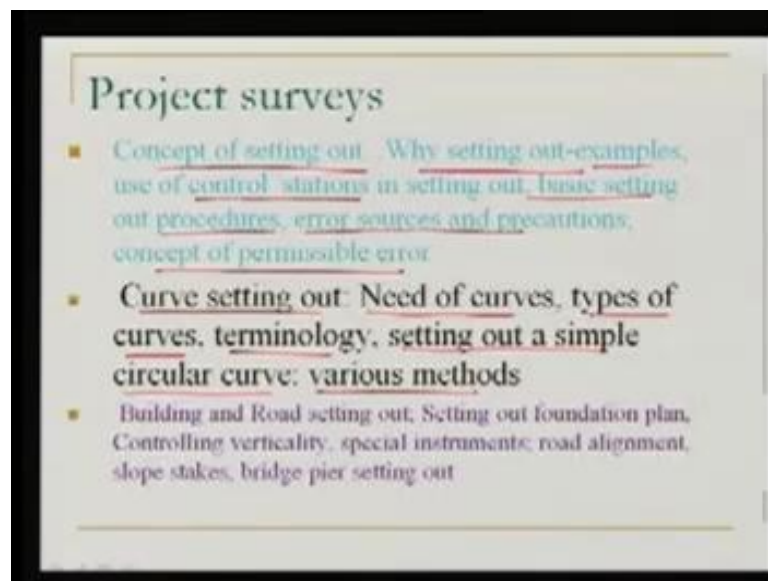 Project surveys
Concept of setting out Why setting out-examples,
use of control stations in setting out, basic setting
out procedures, error sources and precautions,
concept of permissible error
Curve setting out: Need of curves, types of
curves, terminology, setting out a simple
circular curve: various methods
Building and Road setting out, Setting out foundation plan,
Controlling verticality, special instruments; road alignment,
slope stakes, bridge pier setting out